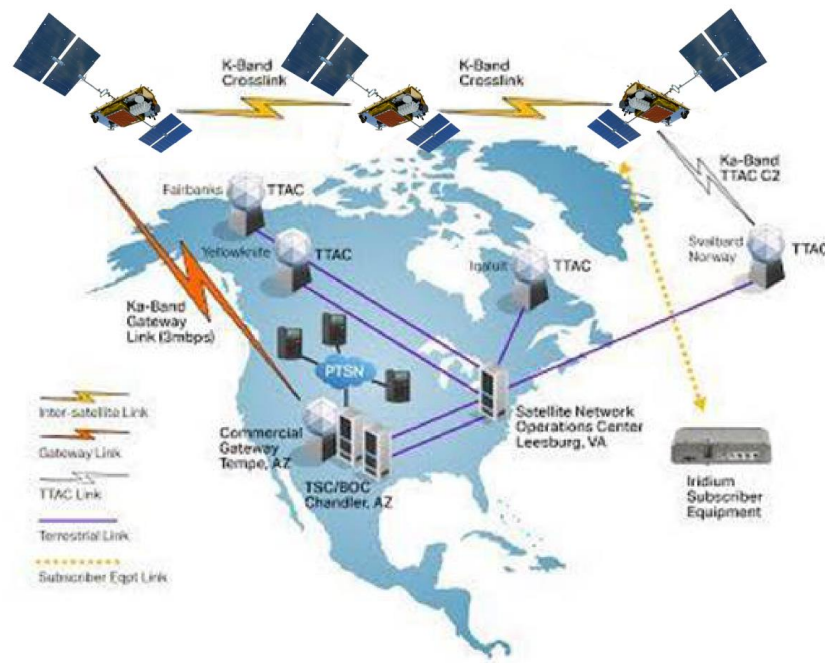 K-Band
Crosslink
K-Band
Crosslink
Ka-Band
TTAC C2
Fairbanks
TTAC
Yellowknife
TTAC
Iqaluit
TTAC
Svalbard
Norway
TTAC
Ka-Band
Gateway
Link (3mbps)
PTSN
Inter-satellite Link
Gateway Link
TTAC Link
Terrestrial Link
Subscriber Eqpt Link
Commercial
Gateway
Tempe, AZ
TSC/BOC
Chandler, AZ
Satellite Network
Operations Center
Leesburg, VA
Iridium
Subscriber
Equipment